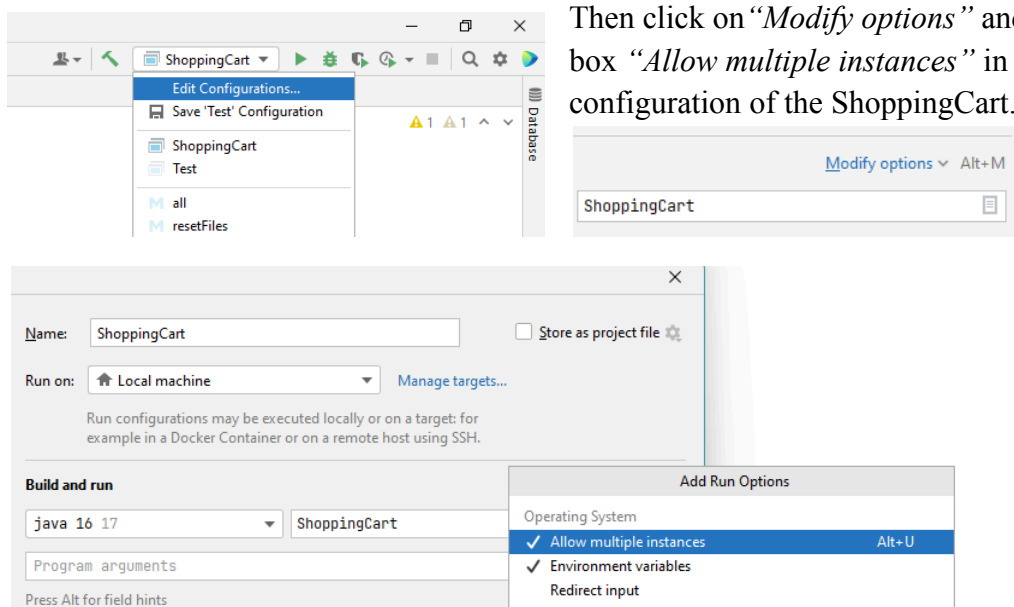 Then click on “Modify options” and
box “Allow multiple instances” in
configuration of the ShoppingCart.
ShoppingCart
Edit Configurations...
Save 'Test' Configuration
ShoppingCart
Test
all
resetFiles
1 1
Database
Modify options Alt+M
ShoppingCart
Name: ShoppingCart Store as project file
Run on: Local machine Manage targets...
Run configurations may be executed locally or on a target: for
example in a Docker Container or on a remote host using SSH.
Build and run
java 16 17 ShoppingCart
Program arguments
Press Alt for field hints
Add Run Options
Operating System
Allow multiple instances Alt+U
Environment variables
Redirect input